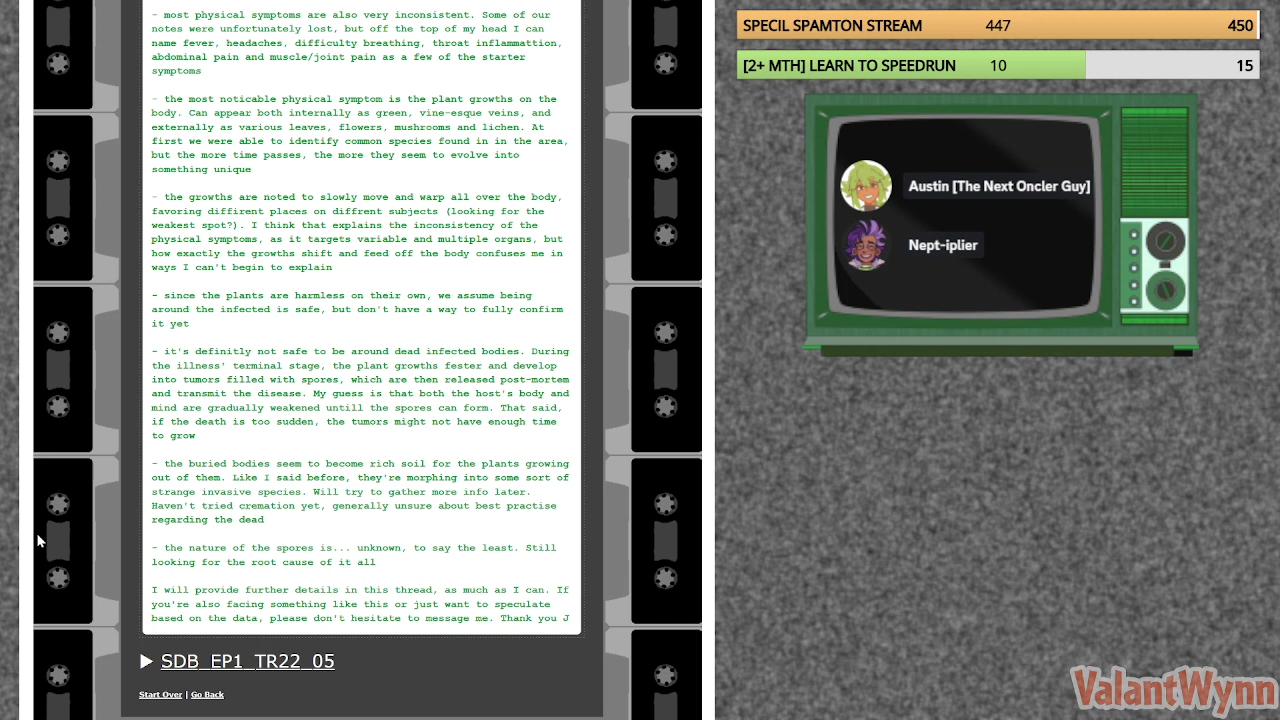 - most physical symptoms are also very inconsistent. Some of our
notes were unfortunately lost, but off the top of my head I can
name fever, headaches, difficulty breathing, throat inflammattion,
abdominal pain and muscle/joint pain as a few of the starter
symptoms
- the most noticable physical symptom is the plant growths on the
body. Can appear both internally as green, vine-esque veins, and
externally as various leaves, flowers, mushrooms and lichen. At
first we were able to identify common species found in in the area,
but the more time passes, the more they seem to evolve into
something unique
- the growths are noted to slowly move and warp all over the body,
favoring diffirent places on diffrent subjects (looking for the
weakest spot?). I think that explains the inconsistency of the
physical symptoms, as it targets variable and multiple organs, but
how exactly the growths shift and feed off the body confuses me in
ways I can't begin to explain
- since the plants are harmless on their own, we assume being
around the infected is safe, but don't have a way to fully confirm
it yet
- it's definitly not safe to be around dead infected bodies. During
the illness' terminal stage, the plant growths fester and develop
into tumors filled with spores, which are then released post-mortem
and transmit the disease. My guess is that both the host's body and
mind are gradually weakened untill the spores can form. That said,
if the death is too sudden, the tumors might not have enough time
to grow
- the buried bodies seem to become rich soil for the plants growing
out of them. Like I said before, they're morphing into some sort of
strange invasive species. Will try to gather more info later.
Haven't tried cremation yet, generally unsure about best practise
regarding the dead
- the nature of the spores is... unknown, to say the least. Still
looking for the root cause of it all
I will provide further details in this thread, as much as I can. If
you're also facing something like this or just want to speculate
based on the data, please don't hesitate to message me. Thank you J
▶ SDB_EP1_TR22_05
Start Over | Go Back
SPECIL SPAMTON STREAM 447 450
[2+ MTH] LEARN TO SPEEDRUN 10 15
Austin [The Next Oncler Guy]
Nept-iplier
ValantWynn